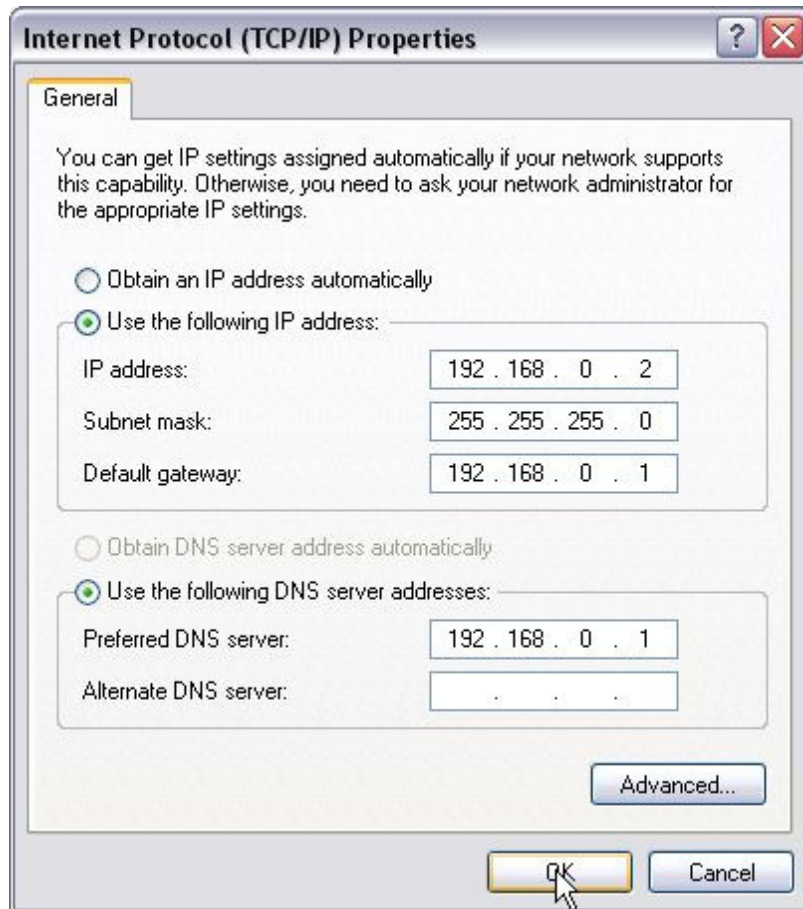 Internet Protocol (TCP/IP) Properties
General
You can get IP settings assigned automatically if your network supports
this capability. Otherwise, you need to ask your network administrator for
the appropriate IP settings.
Obtain an IP address automatically
Use the following IP address:
IP address: 192 . 168 . 0 . 2
Subnet mask: 255 . 255 . 255 . 0
Default gateway: 192 . 168 . 0 . 1
Obtain DNS server address automatically
Use the following DNS server addresses:
Preferred DNS server: 192 . 168 . 0 . 1
Alternate DNS server: . . .
Advanced...
OK Cancel